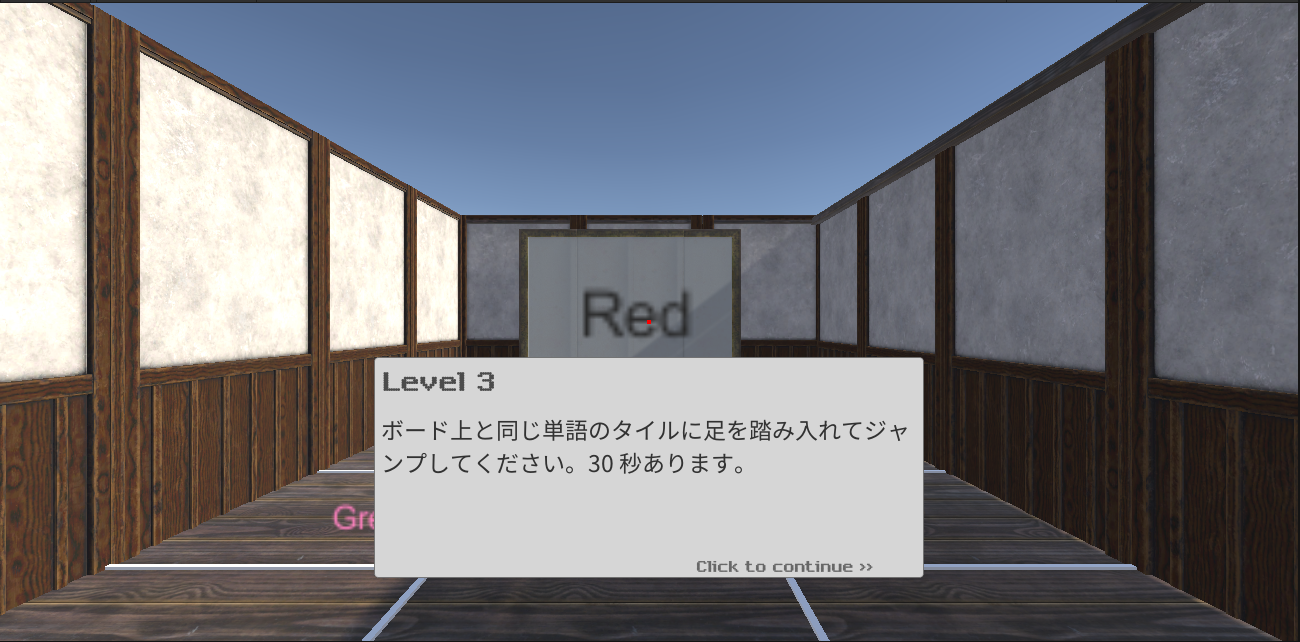 Red
Level 3
ボード上と同じ単語のタイルに足を踏み入れてジャ
ンプしてください。30 秒あります。
Gre
Click to continue >>